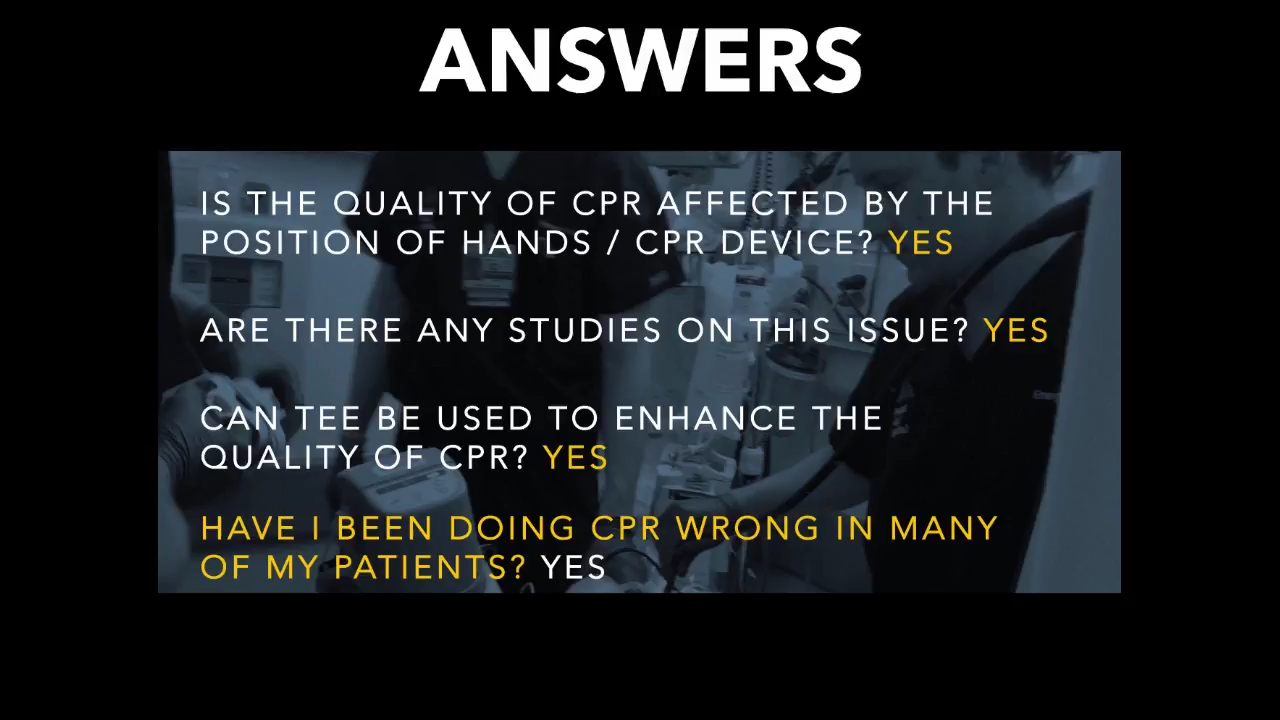 ANSWERS
IS THE QUALITY OF CPR AFFECTED BY THE
POSITION OF HANDS / CPR DEVICE? YES
ARE THERE ANY STUDIES ON THIS ISSUE? YES
CAN TEE BE USED TO ENHANCE THE
QUALITY OF CPR? YES
HAVE I BEEN DOING CPR WRONG IN MANY
OF MY PATIENTS? YES